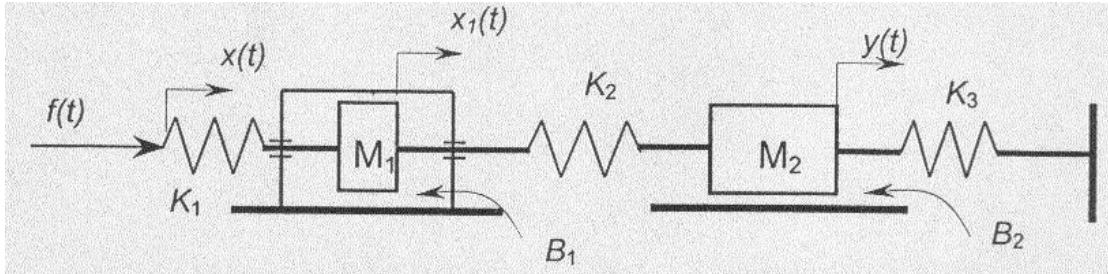 x₁(t)
x(t)
y(t)
K₂
K₃
f(t)
M₁
M₂
K₁
B₁
B₂